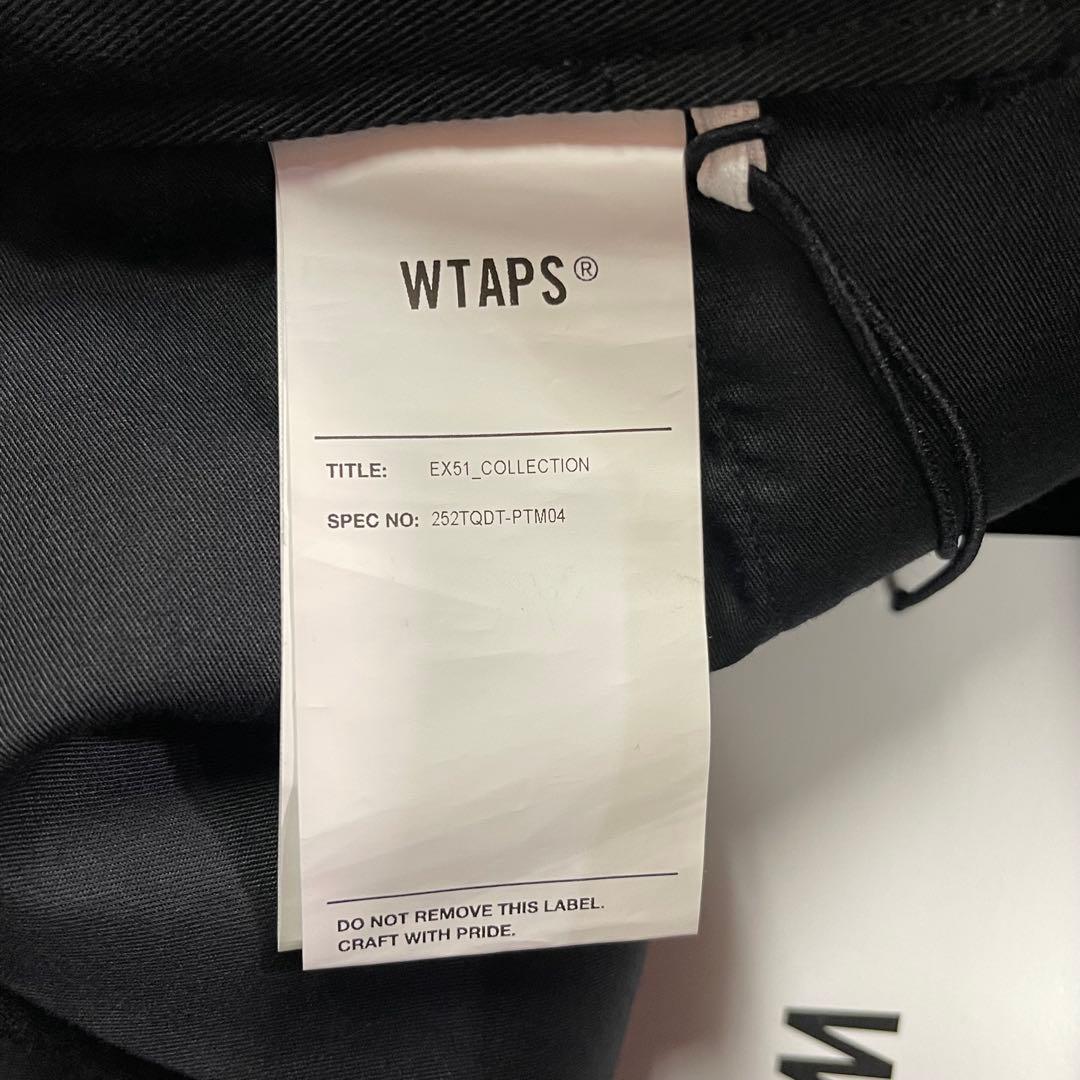 WTAPS®
TITLE: EX51_COLLECTION
SPEC NO: 252TQDT-PTM04
DO NOT REMOVE THIS LABEL.
CRAFT WITH PRIDE.
W